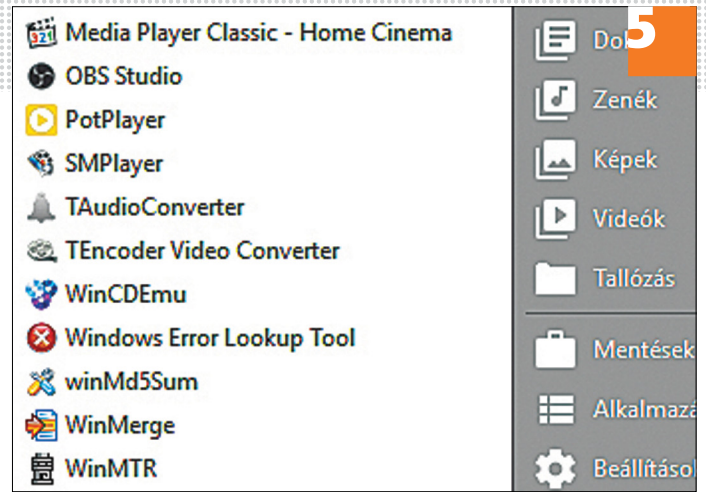 Media Player Classic - Home Cinema
OBS Studio
PotPlayer
SMPlayer
TAudioConverter
TEncoder Video Converter
WinCDEmu
Windows Error Lookup Tool
winMd5Sum
WinMerge
WinMTR
5
Zenék
Képek
Videók
Tallózás
Mentések